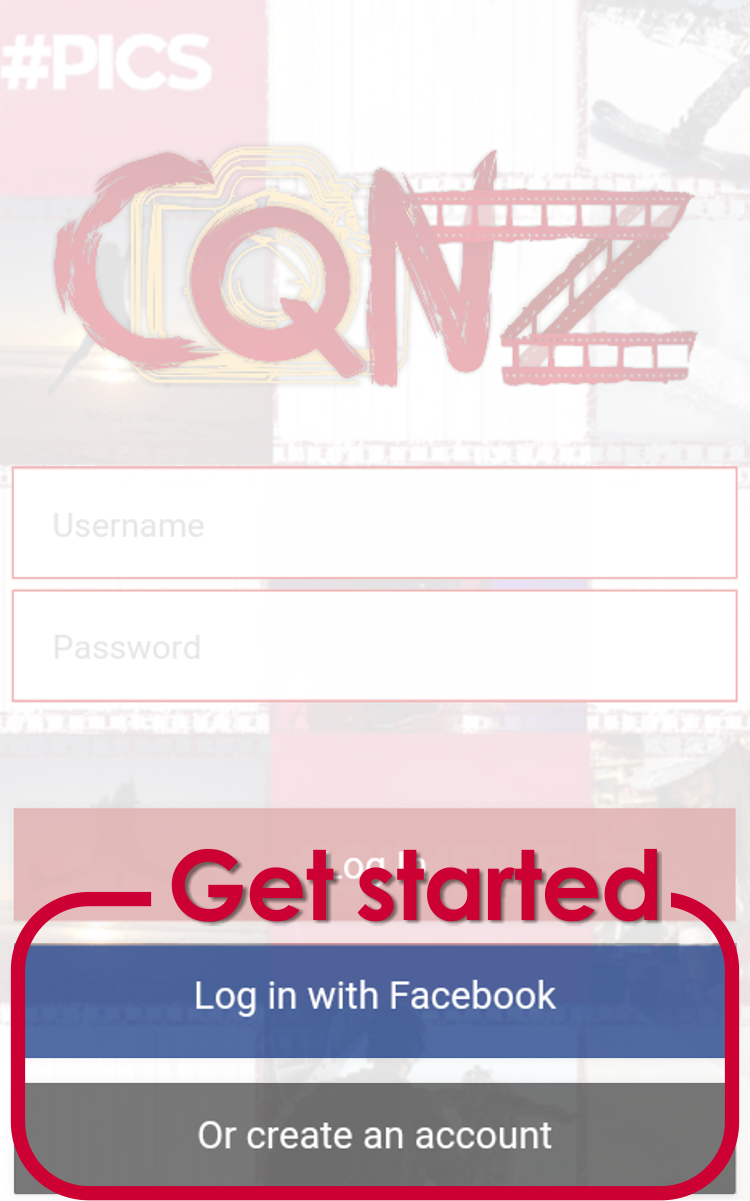 #PICS
CQNZ
Username
Password
Log In
Get started
Log in with Facebook
Or create an account